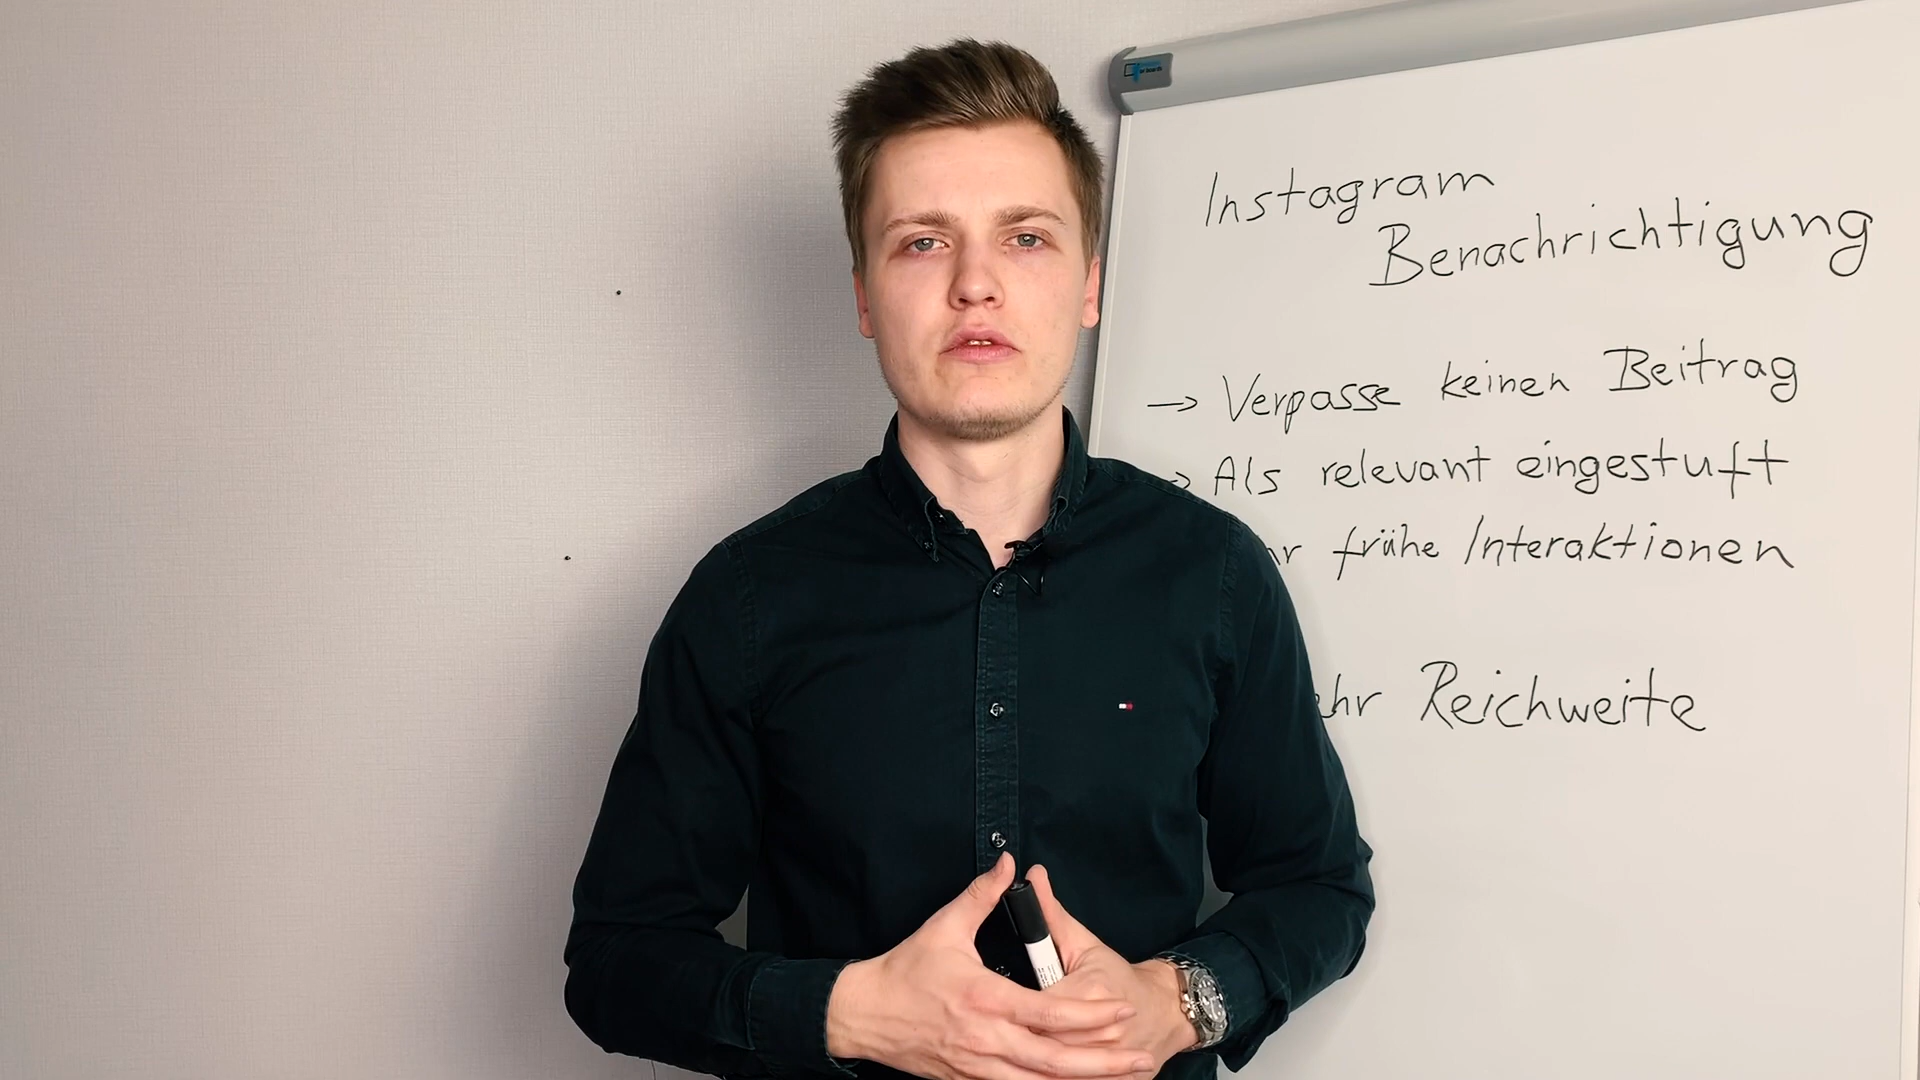 Instagram
Benachrichtigung
→ Verpasse keinen Beitrag
→ Als relevant eingestuft
frühe Interaktionen
Reichweite